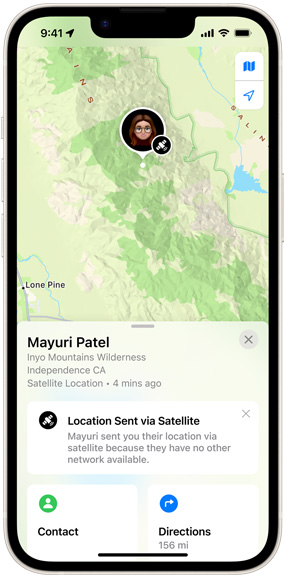 9:41
AINS
SALIN
Lone Pine
Mayuri Patel
Inyo Mountains Wilderness
Independence CA
Satellite Location • 4 mins ago
Location Sent via Satellite
Mayuri sent you their location via
satellite because they have no other
network available.
Contact
Directions
156 mi